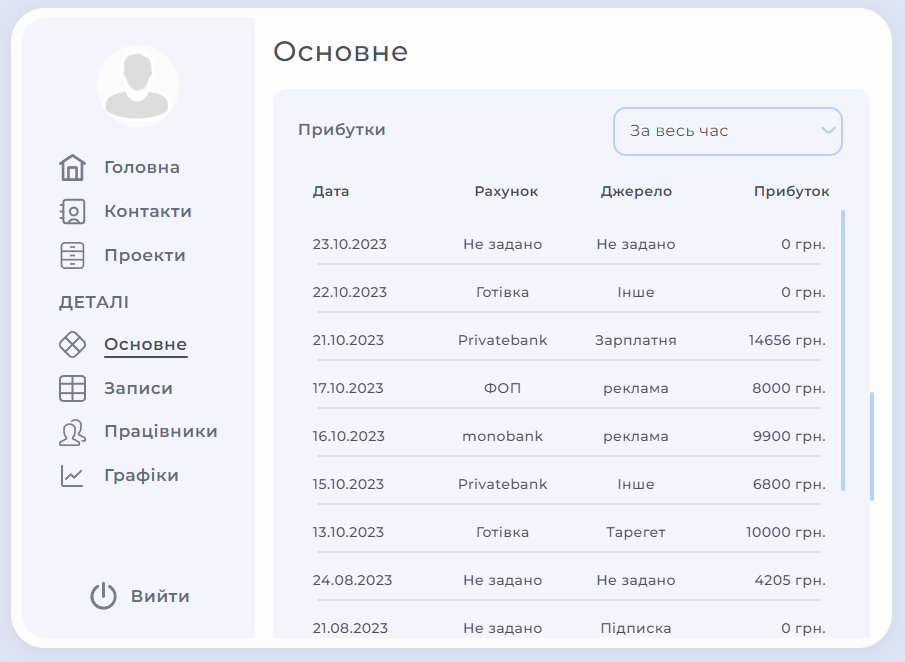 Головна
Контакти
Проекти
ДЕТАЛІ
Основне
Записи
Працівники
Графіки
Вийти
Основне
Прибутки
За весь час
Дата Рахунок Джерело Прибуток
23.10.2023 Не задано Не задано 0 грн.
22.10.2023 Готівка Інше 0 грн.
21.10.2023 Privatebank Зарплатня 14656 грн.
17.10.2023 ФОП реклама 8000 грн.
16.10.2023 monobank реклама 9900 грн.
15.10.2023 Privatebank Інше 6800 грн.
13.10.2023 Готівка Тарегет 10000 грн.
24.08.2023 Не задано Не задано 4205 грн.
21.08.2023 Не задано Підписка 0 грн.